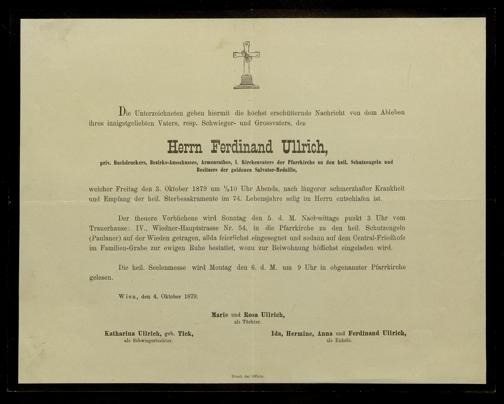 Die Unterzeichneten geben hiermit die höchst erschütternde Nachricht von dem Ableben
ihres innigstgeliebten Vaters, resp. Schwieger- und Grossvaters, des
Herrn Ferdinand Ullrich,
priv. Buchdruckers, Bezirks-Ausschusses, Armenrathes, I. Kirchenvaters der Pfarrkirche zu den heil. Schutzengeln und
Besitzers der goldenen Salvator-Medaille,
welcher Freitag den 3. Oktober 1879 um 10 Uhr Abends, nach längerer schmerzhafter Krankheit
und Empfang der heil. Sterbesakramente im 74. Lebensjahre selig im Herrn entschlafen ist.
Der theuere Verblichene wird Sonntag den 5. d. M. Nachmittags punkt 3 Uhr vom
Trauerhause: IV., Wiedner-Hauptstrasse Nr. 54, in die Pfarrkirche zu den heil. Schutzengeln
(Paulaner) auf der Wieden getragen, allda feierlichst eingesegnet und sodann auf dem Central-Friedhofe
im Familien-Grabe zur ewigen Ruhe bestattet, wozu zur Beiwohnung höflichst eingeladen wird.
Die heil. Seelenmesse wird Montag den 6. d. M. um 9 Uhr in obgenannter Pfarrkirche
gelesen.
Wien, den 4. Oktober 1879.
Marie und Rosa Ullrich,
als Töchter.
Katharina Ullrich, geb. Tick,
als Schwiegertochter.
Ida, Hermine, Anna und Ferdinand Ullrich,
als Enkeln.
Druck der Officin.